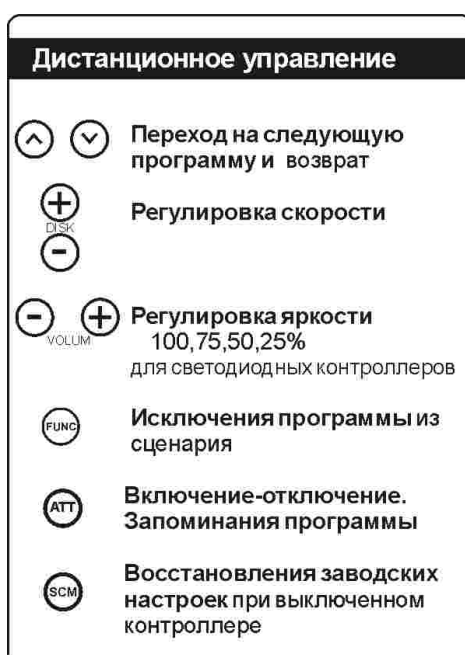 Дистанционное управление
Переход на следующую
программу и возврат
DISK
Регулировка скорости
VOLUM
Регулировка яркости
100,75,50,25%
для светодиодных контроллеров
FUNC
Исключения программы из
сценария
ATT
Включение-отключение.
Запоминания программы
SCM
Восстановления заводских
настроек при выключенном
контроллере